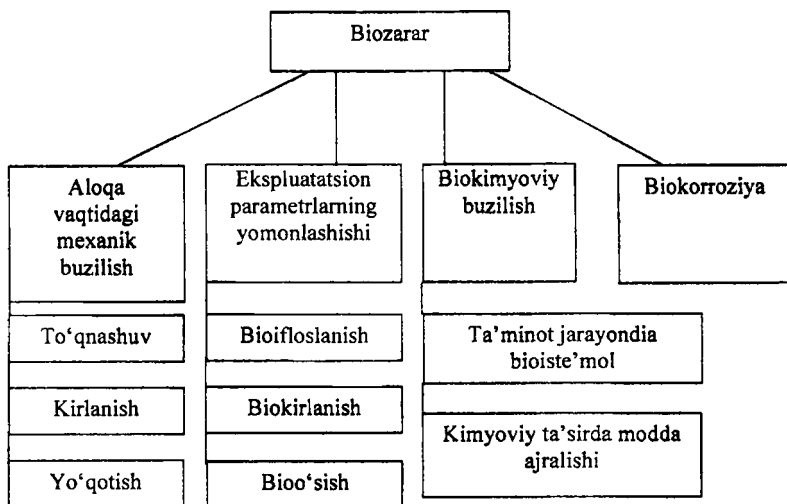 Biozarar
Aloqa
vaqtidagi
mexanik
buzilish
Ekspluatatsion
parametrlarning
yomonlashishi
Biokimyoviy
buzilish
Biokorroziya
To‘qnashuv
Kirlanish
Yo‘qotish
Bioifloslanish
Biokirlanish
Bioo‘sish
Ta’minot jarayondia
bioiste’mol
Kimyoviy ta’sirda modda
ajralishi